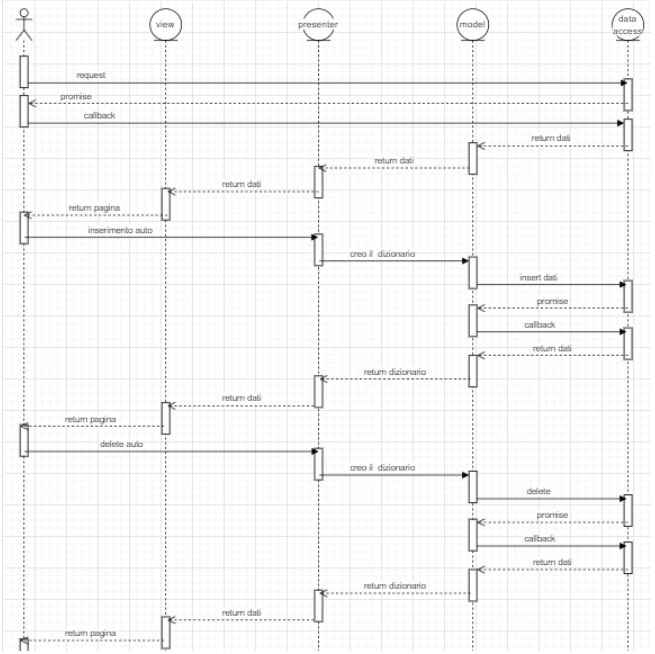 view
presenter
model
data
access
request
promise
callback
return dati
return dati
return dati
return pagina
inserimento auto
creo il dizionario
insert dati
promise
callback
return dati
return dizionario
return dati
return pagina
delete auto
creo il dizionario
delete
promise
callback
return dati
return dizionario
return dati
return pagina